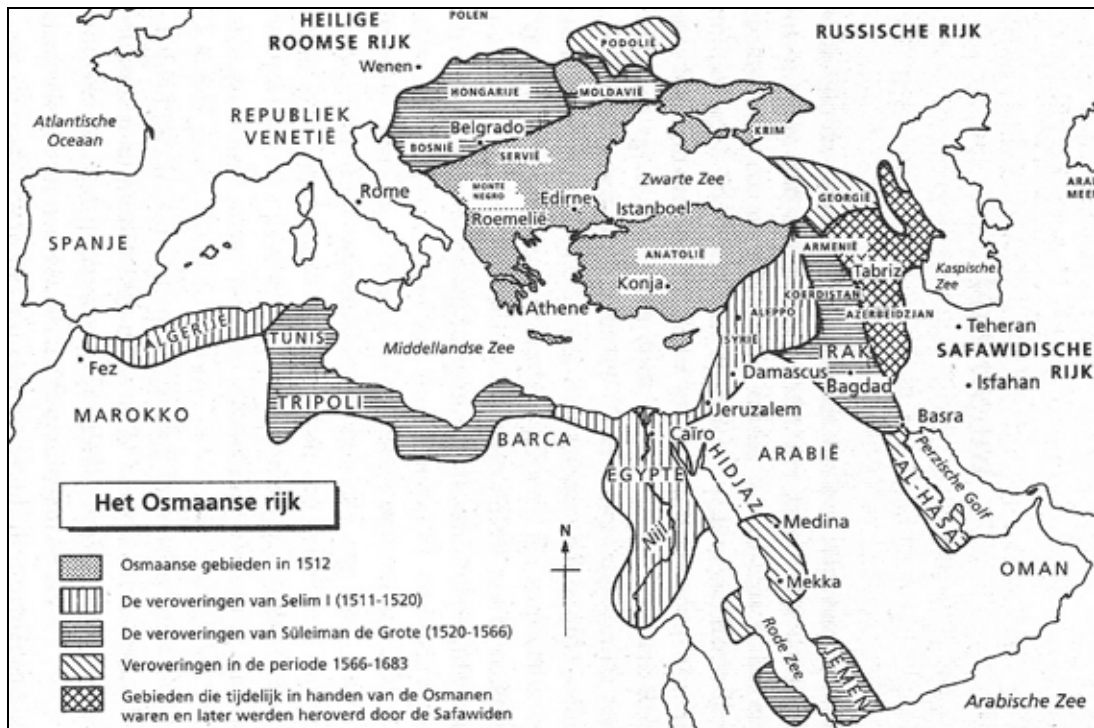 POLEN
HEILIGE
ROOMSE RIJK
RUSSISCHE RIJK
PODOLIË
Wenen
HONGARIJE
MOLDAVIË
Atlantische
Oceaan
REPUBLIEK
VENETIË
Belgrado
KRIM
BOSNIË
SERVIË
Zwarte Zee
MONTE
NEGRO
Edirne
GEORGIË
Rome
Roemelië
Istanboel
SPANJE
ANATOLIË
ARMENIË
Konja
Tabriz
Kaspische
Zee
KOERDISTAN
Athene
ALEPPO
AZERBEIDZJAN
ALGERIJE
TUNIS
SYRIË
Teheran
Middellandse Zee
IRAK
SAFAWIDISCHE
RIJK
Fez
Damascus
Bagdad
Isfahan
TRIPOLI
Jeruzalem
MAROKKO
Basra
BARCA
Caïro
ARABIË
Perzische Golf
HIDJAZ
EGYPTE
AL-HASA
Nijl
Medina
Mekka
OMAN
Rode Zee
JEMEN
Arabische Zee
N
Het Osmaanse rijk
Osmaanse gebieden in 1512
De veroveringen van Selim I (1511-1520)
De veroveringen van Süleiman de Grote (1520-1566)
Veroveringen in de periode 1566-1683
Gebieden die tijdelijk in handen van de Osmanen
waren en later werden heroverd door de Safawiden